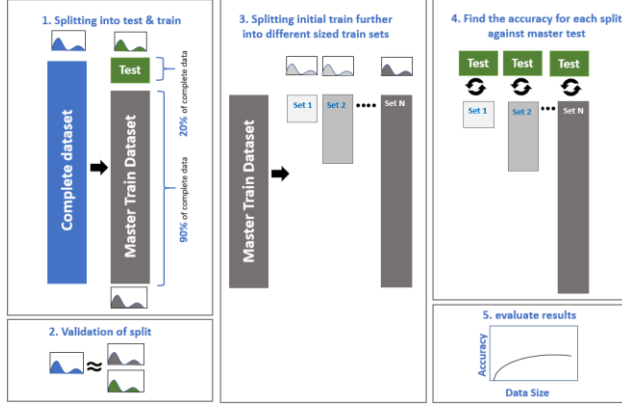 1. Splitting into test & train
Test
20% of complete data
Complete dataset
Master Train Dataset
90% of complete data
2. Validation of split
≈
3. Splitting initial train further
into different sized train sets
Set 1
Set 2
••••
Set N
Master Train Dataset
4. Find the accuracy for each split
against master test
Test
Test
Test
Set 1
Set 2
•••
Set N
5. evaluate results
Accuracy
Data Size